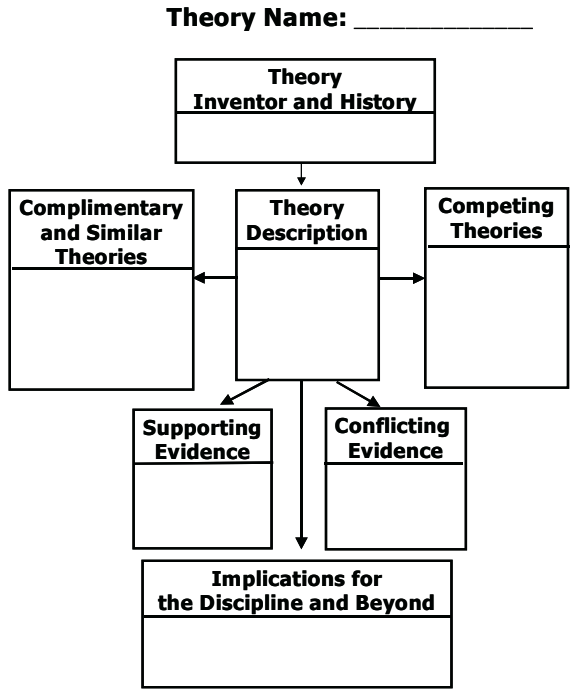 Theory Name: ______________
Theory
Inventor and History
Complimentary
and Similar
Theories
Theory
Description
Competing
Theories
Supporting
Evidence
Conflicting
Evidence
Implications for
the Discipline and Beyond